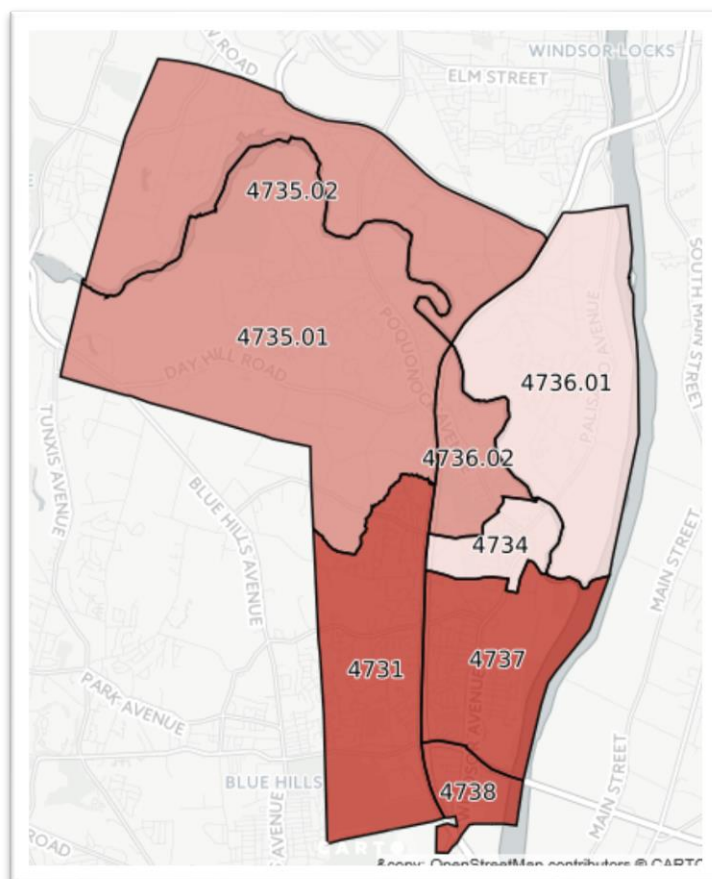 W ROAD
WINDSOR LOCKS
ELM STREET
4735.02
SOUTH MAIN STREET
4735.01
POQUONOCK AVENUE
DAY HILL ROAD
PALISADO AVENUE
4736.01
TUNXIS AVENUE
4736.02
BLUE HILLS AVENUE
4734
MAIN STREET
4731
4737
PARK AVENUE
WINDSOR AVENUE
BLUE HILLS
4738
MAIN STREET
ROAD
S AVENUE
CARTO
&copy; OpenStreetMap contributors © CARTO